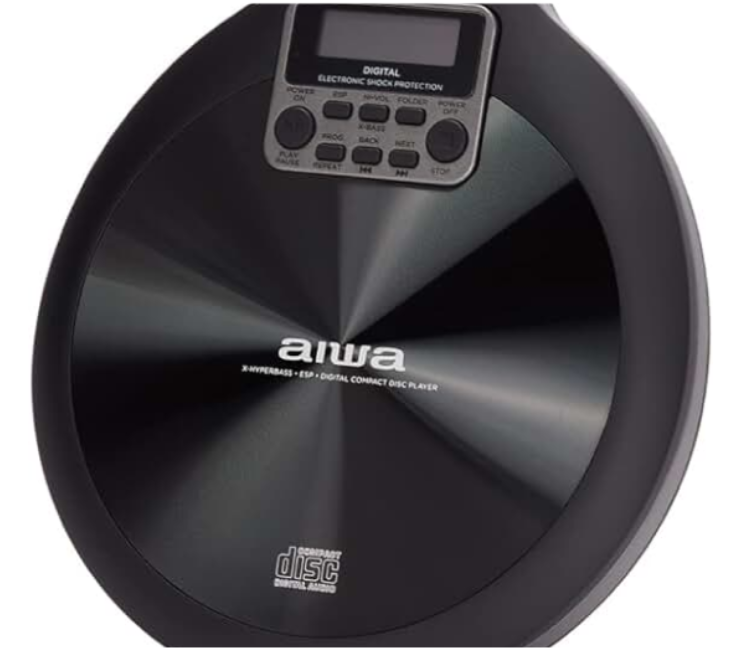 DIGITAL
ELECTRONIC SHOCK PROTECTION
POWER ON
ESP
HI-VOL
FOLDER
POWER OFF
X-BASS
PROG.
BACK
NEXT
PLAY PAUSE
REPEAT
STOP
aiwa
X-HYPERBASS • ESP • DIGITAL COMPACT DISC PLAYER
COMPACT
disc
DIGITAL AUDIO